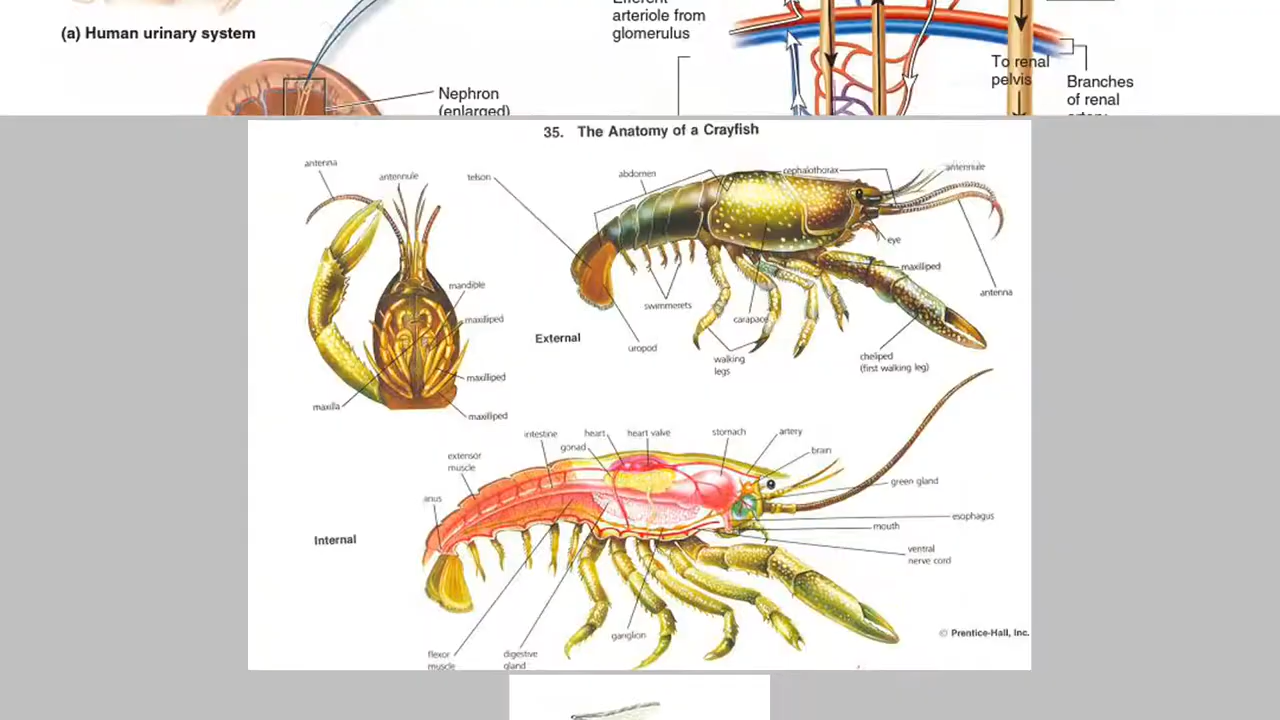 Efferent
arteriole from
glomerulus
(a) Human urinary system
To renal
pelvis
Branches
of renal
artery
Nephron
(enlarged)
35. The Anatomy of a Crayfish
antenna
antennule
telson
abdomen
cephalothorax
antennule
eye
mandible
maxilliped
antenna
swimmerets
maxilliped
carapace
External
uropod
walking
legs
cheliped
(first walking leg)
maxilliped
maxilla
maxilliped
intestine
heart
heart valve
stomach
artery
gonad
brain
extensor
muscle
green gland
anus
esophagus
mouth
Internal
ventral
nerve cord
ganglion
© Prentice-Hall, Inc.
flexor
muscle
digestive
gland